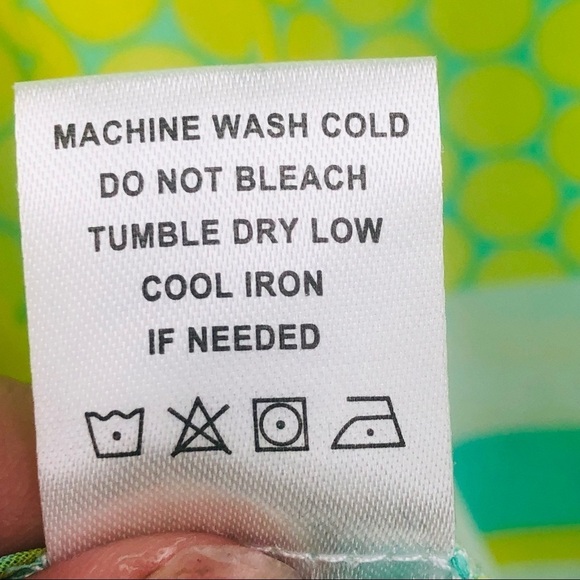 MACHINE WASH COLD
DO NOT BLEACH
TUMBLE DRY LOW
COOL IRON
IF NEEDED